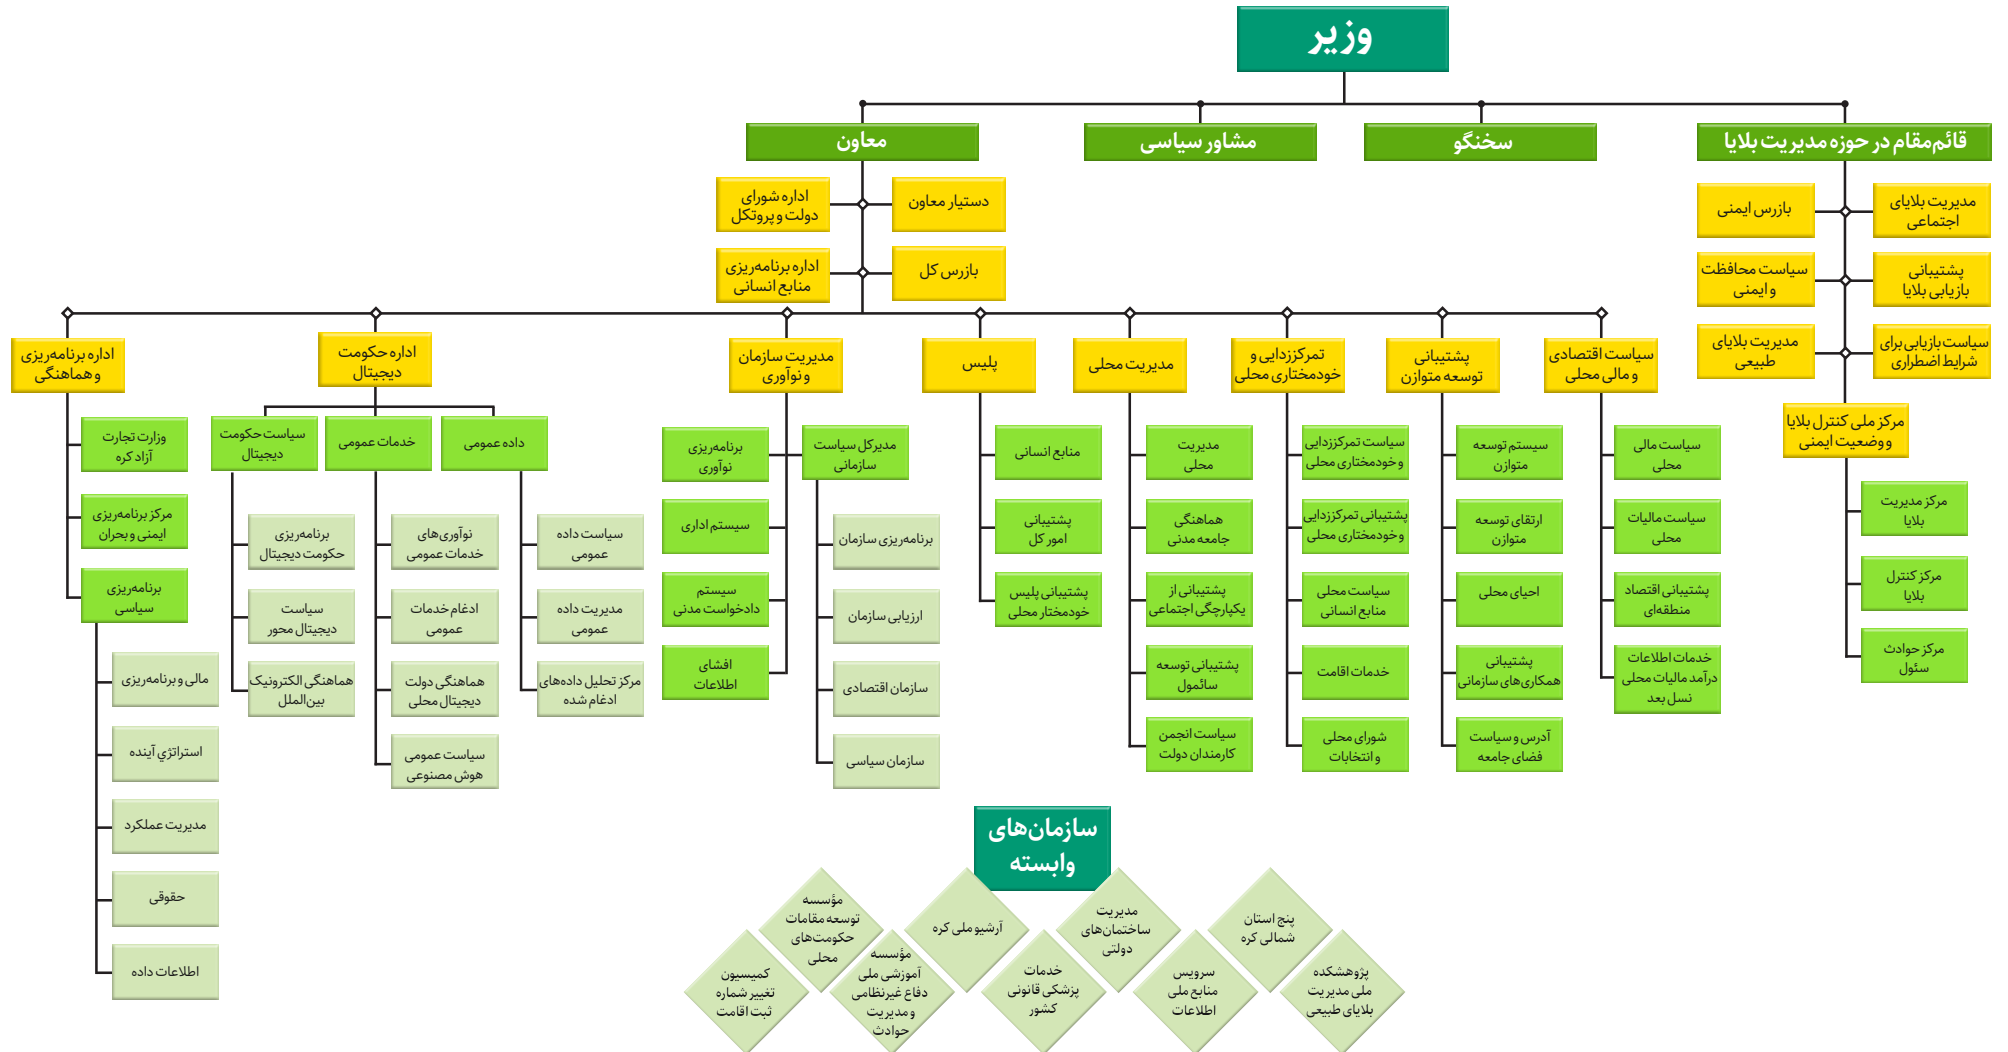 وزیر
قائم‌مقام در حوزه مدیریت بلایا
سخنگو
مشاور سیاسی
معاون
مدیریت بلایای
اجتماعی
بازرس ایمنی
پشتیبانی
بازیابی بلایا
سیاست محافظت
و ایمنی
سیاست بازیابی برای
شرایط اضطراری
مدیریت بلایای
طبیعی
مرکز ملی کنترل بلایا
و وضعیت ایمنی
مرکز مدیریت
بلایا
مرکز کنترل
بلایا
مرکز حوادث
سئول
دستیار معاون
اداره شورای
دولت و پروتکل
بازرس کل
اداره برنامه‌ریزی
منابع انسانی
سیاست اقتصادی
و مالی محلی
سیاست مالی
محلی
سیاست مالیات
محلی
پشتیبانی اقتصاد
منطقه‌ای
خدمات اطلاعات
درآمد مالیات محلی
نسل بعد
پشتیبانی
توسعه متوازن
سیستم توسعه
متوازن
ارتقای توسعه
متوازن
احیای محلی
پشتیبانی
همکاری‌های سازمانی
آدرس و سیاست
فضای جامعه
تمرکززدایی و
خودمختاری محلی
سیاست تمرکززدایی
و خودمختاری محلی
پشتیبانی تمرکززدایی
و خودمختاری محلی
سیاست محلی
منابع انسانی
خدمات اقامت
شورای محلی
و انتخابات
مدیریت محلی
مدیریت
محلی
هماهنگی
جامعه مدنی
پشتیبانی از
یکپارچگی اجتماعی
پشتیبانی توسعه
سائمول
سیاست انجمن
کارمندان دولت
پلیس
منابع انسانی
پشتیبانی
امور کل
پشتیبانی پلیس
خودمختار محلی
مدیریت سازمان
و نوآوری
مدیرکل سیاست
سازمانی
برنامه‌ریزی سازمان
ارزیابی سازمان
سازمان اقتصادی
سازمان سیاسی
برنامه‌ریزی
نوآوری
سیستم اداری
سیستم
دادخواست مدنی
افشای
اطلاعات
اداره حکومت
دیجیتال
داده عمومی
سیاست داده
عمومی
مدیریت داده
عمومی
مرکز تحلیل داده‌های
ادغام شده
خدمات عمومی
نوآوری‌های
خدمات عمومی
ادغام خدمات
عمومی
هماهنگی دولت
دیجیتال محلی
سیاست عمومی
هوش مصنوعی
سیاست حکومت
دیجیتال
برنامه‌ریزی
حکومت دیجیتال
سیاست
دیجیتال محور
هماهنگی الکترونیک
بین‌الملل
اداره برنامه‌ریزی
و هماهنگی
وزارت تجارت
آزاد کره
مرکز برنامه‌ریزی
ایمنی و بحران
برنامه‌ریزی
سیاسی
مالی و برنامه‌ریزی
استراتژي آینده
مدیریت عملکرد
حقوقی
اطلاعات داده
سازمان‌های
وابسته
پژوهشکده
ملی مدیریت
بلایای طبیعی
پنج استان
شمالی کره
سرویس
منابع ملی
اطلاعات
مدیریت
ساختمان‌های
دولتی
خدمات
پزشکی قانونی
کشور
آرشیو ملی کره
مؤسسه
آموزشی ملی
دفاع غیرنظامی
و مدیریت
حوادث
مؤسسه
توسعه مقامات
حکومت‌های
محلی
کمیسیون
تغییر شماره
ثبت اقامت